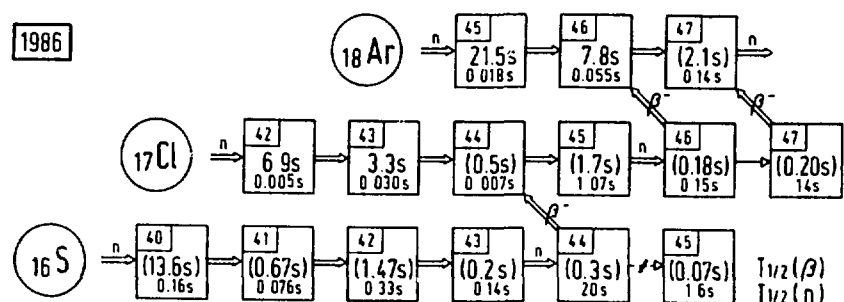 1986
18Ar
45 46 47
n 21.5s 7.8s (2.1s) n
0.018s 0.055s 0.14s
β⁻ β⁻
17Cl
42 43 44 45 46 47
n 6.9s 3.3s (0.5s) (1.7s) n (0.18s) (0.20s)
0.005s 0.030s 0.007s 1.07s 0.15s 14s
β⁻
16S
40 41 42 43 44 45
n (13.6s) (0.67s) (1.47s) (0.2s) n (0.3s) (0.07s)
0.16s 0.076s 0.33s 0.14s 20s 1.6s
T1/2(β)
T1/2(n)